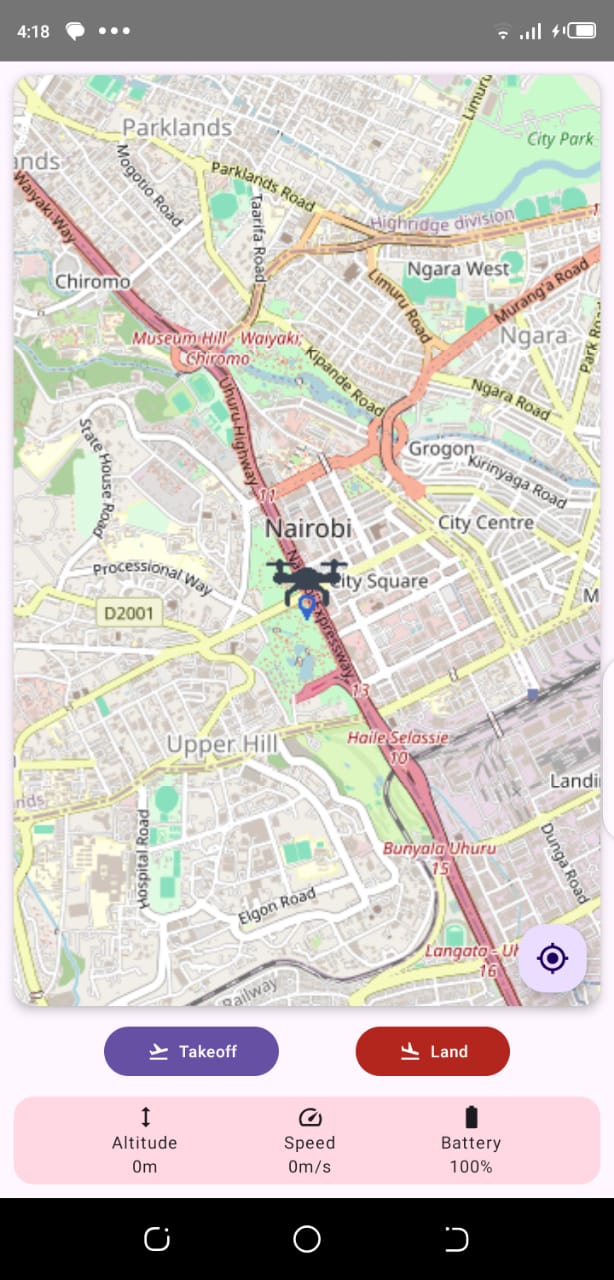 4:18
Limuru
Parklands
City Park
ands
Mogotio Road
Parklands Road
Waiyaki Way
Taarifa Road
Highridge division
Chiromo
Ngara West
Limuru Road
Murang'a Road
Museum Hill - Waiyaki;
Chiromo
Ngara
Park Road
Kipande Road
Uhuru Highway
Ngara Road
State House Road
Grogon
Kirinyaga Road
11
Nairobi
City Centre
Processional Way
City Square
Na
Expressway
M
D2001
13
Upper Hill
Haile Selassie
10
Landi
nds
Hospital Road
Bunyala Uhuru
15
Dunga Road
Elgon Road
Langata - Uh
16
Railway
Takeoff
Land
Altitude
Speed
Battery
0m
0m/s
100%